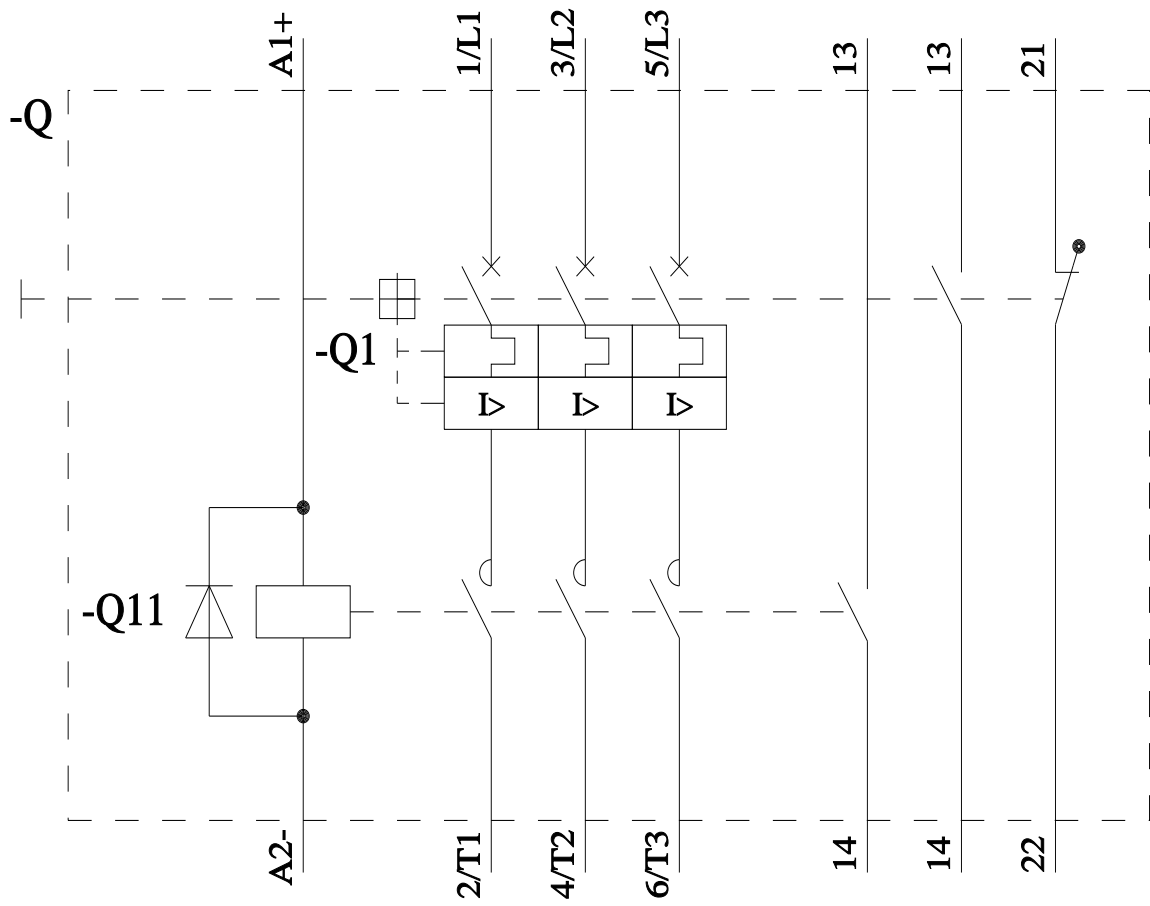 A1+
1/L1
3/L2
5/L3
13
13
21
-Q
-Q1
I>
I>
I>
-Q11
A2-
2/T1
4/T2
6/T3
14
14
22